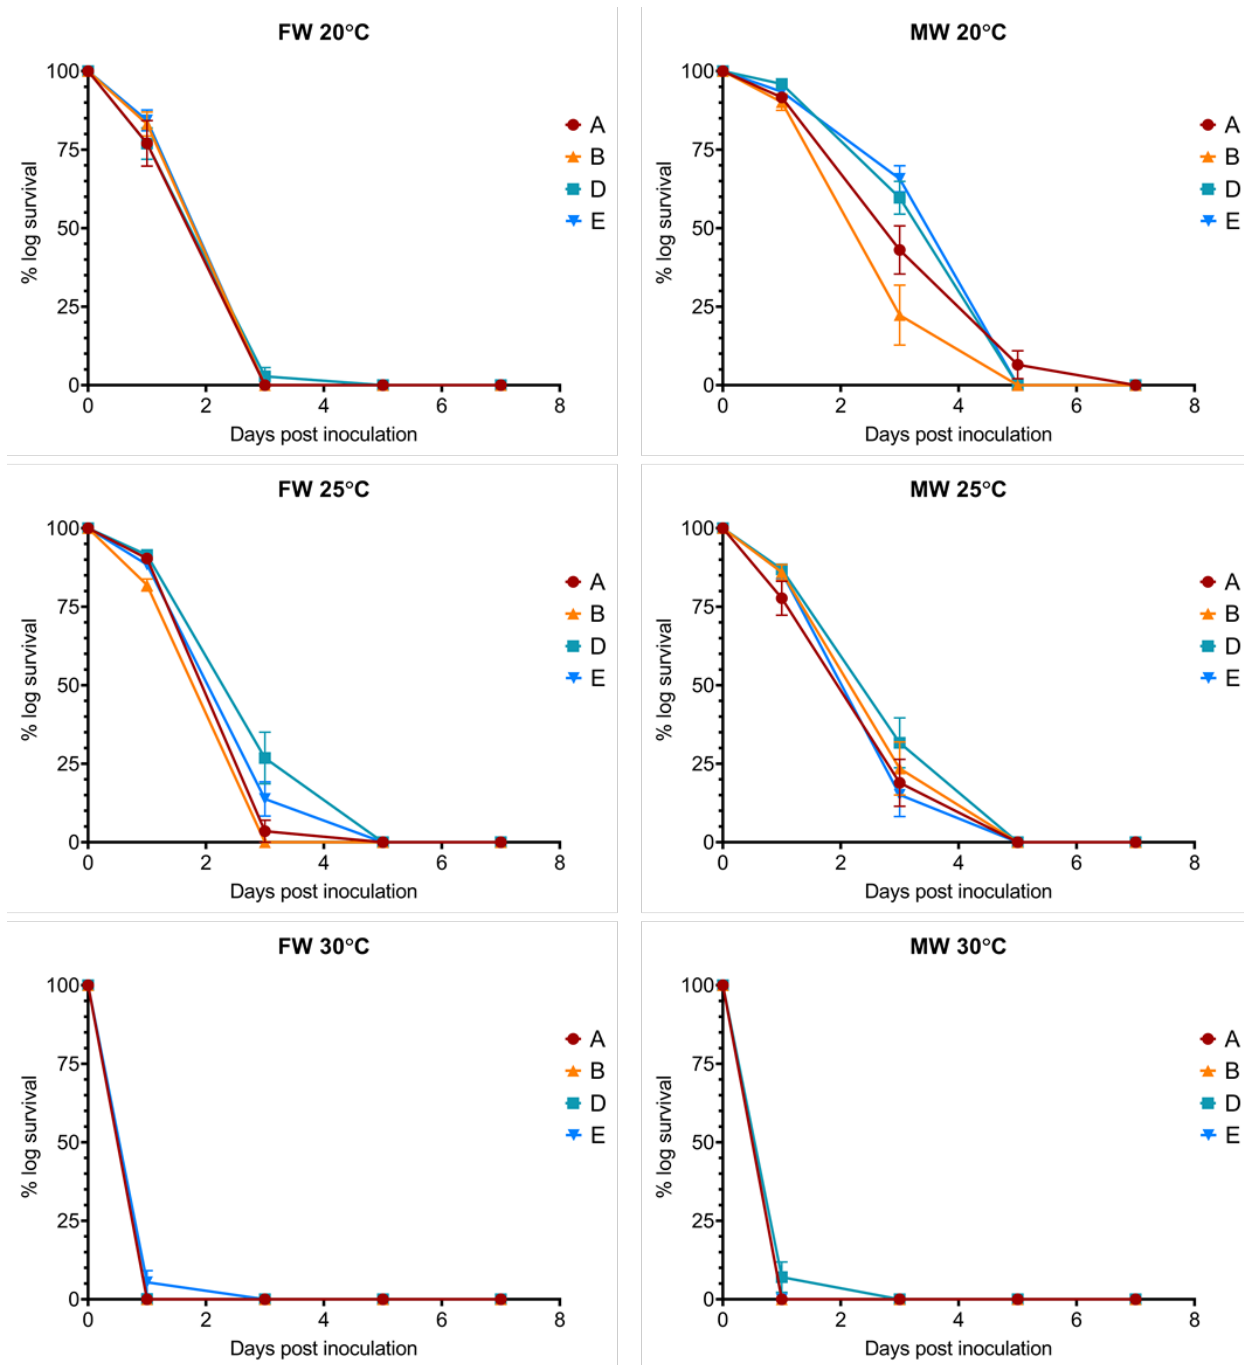 FW 20°C
100
75
50
25
0
% log survival
0 2 4 6 8
Days post inoculation
A
B
D
E
MW 20°C
100
75
50
25
0
% log survival
0 2 4 6 8
Days post inoculation
A
B
D
E
FW 25°C
100
75
50
25
0
% log survival
0 2 4 6 8
Days post inoculation
A
B
D
E
MW 25°C
100
75
50
25
0
% log survival
0 2 4 6 8
Days post inoculation
A
B
D
E
FW 30°C
100
75
50
25
0
% log survival
0 2 4 6 8
Days post inoculation
A
B
D
E
MW 30°C
100
75
50
25
0
% log survival
0 2 4 6 8
Days post inoculation
A
B
D
E